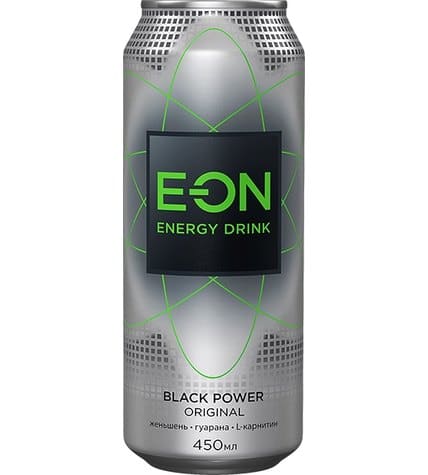 E-ON
ENERGY DRINK
BLACK POWER
ORIGINAL
женьшень • гуарана • L-карнитин
450мл